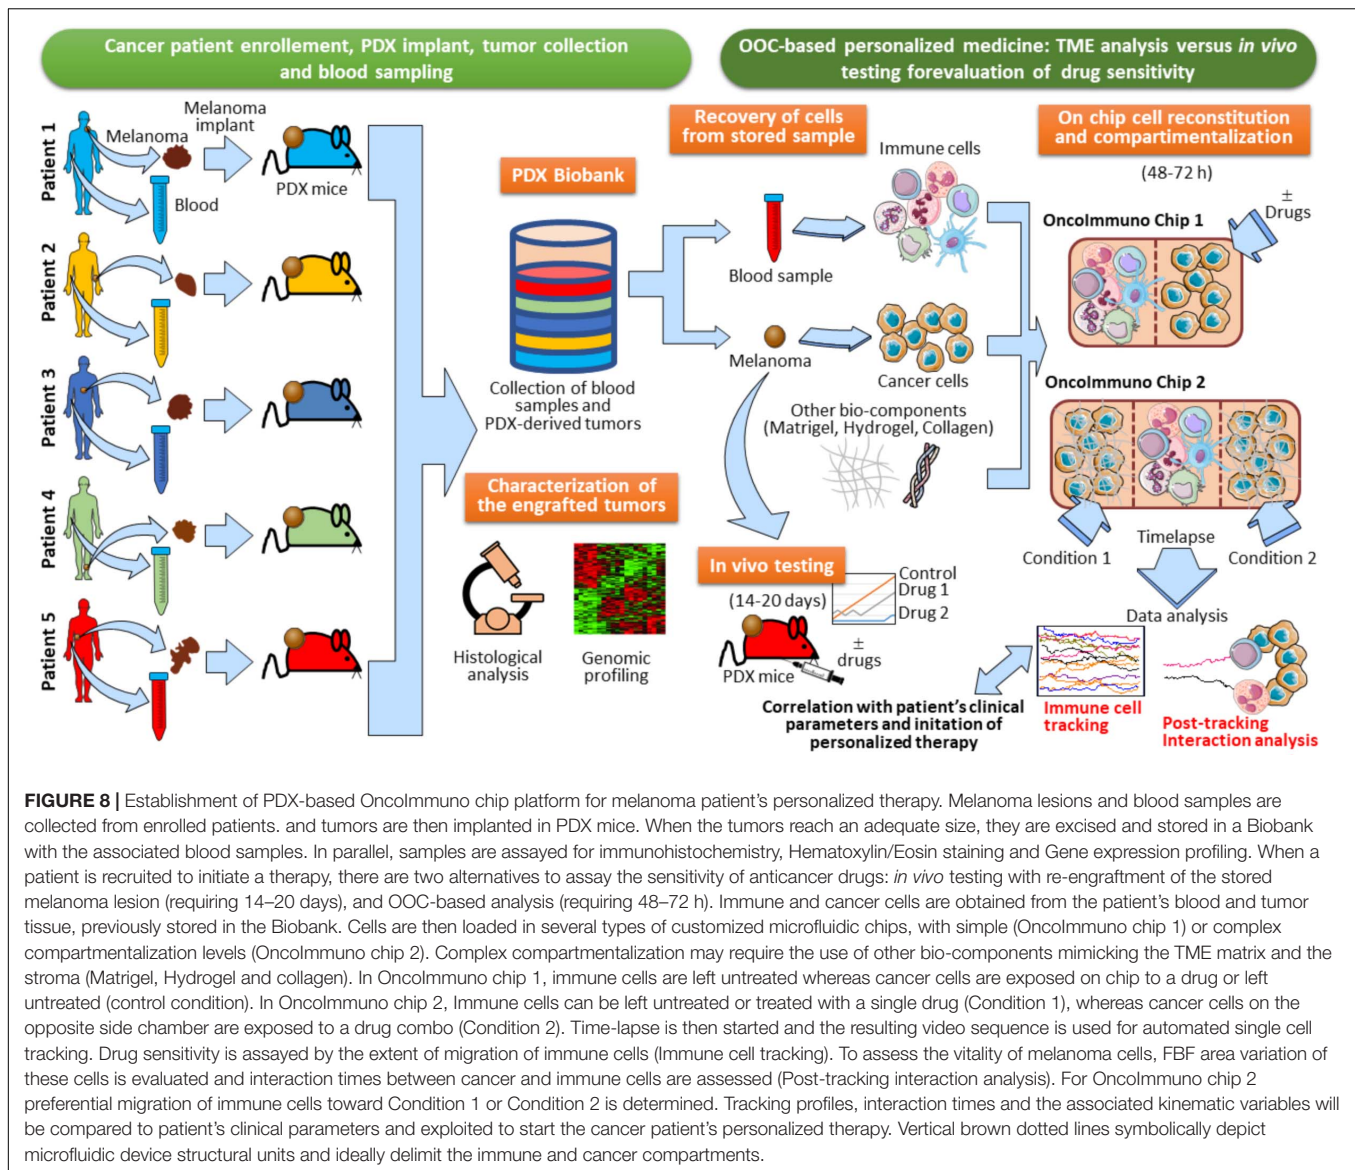 Cancer patient enrollement, PDX implant, tumor collection
and blood sampling
OOC-based personalized medicine: TME analysis versus in vivo
testing forevaluation of drug sensitivity
Patient 1
Melanoma
Melanoma
implant
Blood
PDX mice
Patient 2
Patient 3
Patient 4
Patient 5
PDX Biobank
Collection of blood
samples and
PDX-derived tumors
Characterization of
the engrafted tumors
Histological
analysis
Genomic
profiling
Recovery of cells
from stored sample
Immune cells
Blood sample
Melanoma
Cancer cells
Other bio-components
(Matrigel, Hydrogel, Collagen)
In vivo testing
(14-20 days)
Control
Drug 1
Drug 2
±
drugs
PDX mice
On chip cell reconstitution
and compartimentalization
(48-72 h)
±
Drugs
OncoImmuno Chip 1
OncoImmuno Chip 2
Condition 1
Timelapse
Condition 2
Data analysis
Immune cell
tracking
Post-tracking
Interaction analysis
Correlation with patient's clinical
parameters and initation of
personalized therapy
FIGURE 8 | Establishment of PDX-based OncoImmuno chip platform for melanoma patient's personalized therapy. Melanoma lesions and blood samples are
collected from enrolled patients. and tumors are then implanted in PDX mice. When the tumors reach an adequate size, they are excised and stored in a Biobank
with the associated blood samples. In parallel, samples are assayed for immunohistochemistry, Hematoxylin/Eosin staining and Gene expression profiling. When a
patient is recruited to initiate a therapy, there are two alternatives to assay the sensitivity of anticancer drugs: in vivo testing with re-engraftment of the stored
melanoma lesion (requiring 14–20 days), and OOC-based analysis (requiring 48–72 h). Immune and cancer cells are obtained from the patient's blood and tumor
tissue, previously stored in the Biobank. Cells are then loaded in several types of customized microfluidic chips, with simple (OncoImmuno chip 1) or complex
compartmentalization levels (OncoImmuno chip 2). Complex compartmentalization may require the use of other bio-components mimicking the TME matrix and the
stroma (Matrigel, Hydrogel and collagen). In OncoImmuno chip 1, immune cells are left untreated whereas cancer cells are exposed on chip to a drug or left
untreated (control condition). In OncoImmuno chip 2, Immune cells can be left untreated or treated with a single drug (Condition 1), whereas cancer cells on the
opposite side chamber are exposed to a drug combo (Condition 2). Time-lapse is then started and the resulting video sequence is used for automated single cell
tracking. Drug sensitivity is assayed by the extent of migration of immune cells (Immune cell tracking). To assess the vitality of melanoma cells, FBF area variation of
these cells is evaluated and interaction times between cancer and immune cells are assessed (Post-tracking interaction analysis). For OncoImmuno chip 2
preferential migration of immune cells toward Condition 1 or Condition 2 is determined. Tracking profiles, interaction times and the associated kinematic variables will
be compared to patient's clinical parameters and exploited to start the cancer patient's personalized therapy. Vertical brown dotted lines symbolically depict
microfluidic device structural units and ideally delimit the immune and cancer compartments.